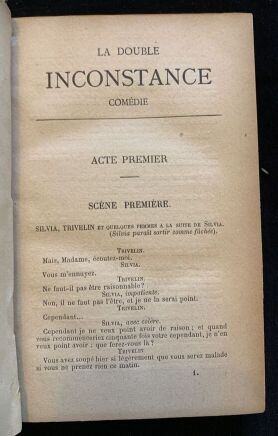 LA DOUBLE
INCONSTANCE
COMÉDIE
ACTE PREMIER
SCÈNE PREMIÈRE.
SILVIA, TRIVELIN ET QUELQUES FEMMES A LA SUITE DE SILVIA.
(Silvia paraît sortir comme fâchée).
TRIVELIN.
Mais, Madame, écoutez-moi.
SILVIA.
Vous m'ennuyez.
TRIVELIN.
Ne faut-il pas être raisonnable?
SILVIA, impatiente.
Non, il ne faut pas l'être, et je ne la serai point.
TRIVELIN.
Cependant...
SILVIA, avec colère.
Cependant je ne veux point avoir de raison; et quand
vous recommenceriez cinquante fois votre cependant, je n'en
veux point avoir: que ferez-vous là?
TRIVELIN
Vous avez soupé hier si légèrement que vous serez malade
si vous ne prenez rien ce matin.
1.